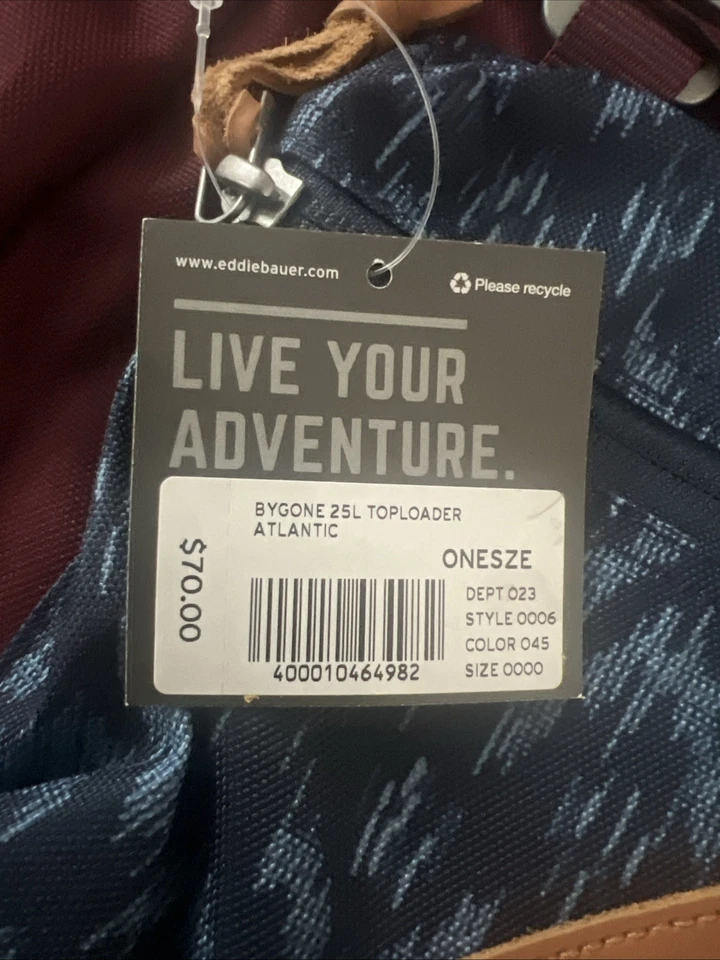 www.eddiebauer.com
Please recycle
LIVE YOUR
ADVENTURE.
BYGONE 25L TOPLOADER
ATLANTIC
ONESZE
$70.00
DEPT 023
STYLE 0006
COLOR 045
SIZE 0000
400010464982